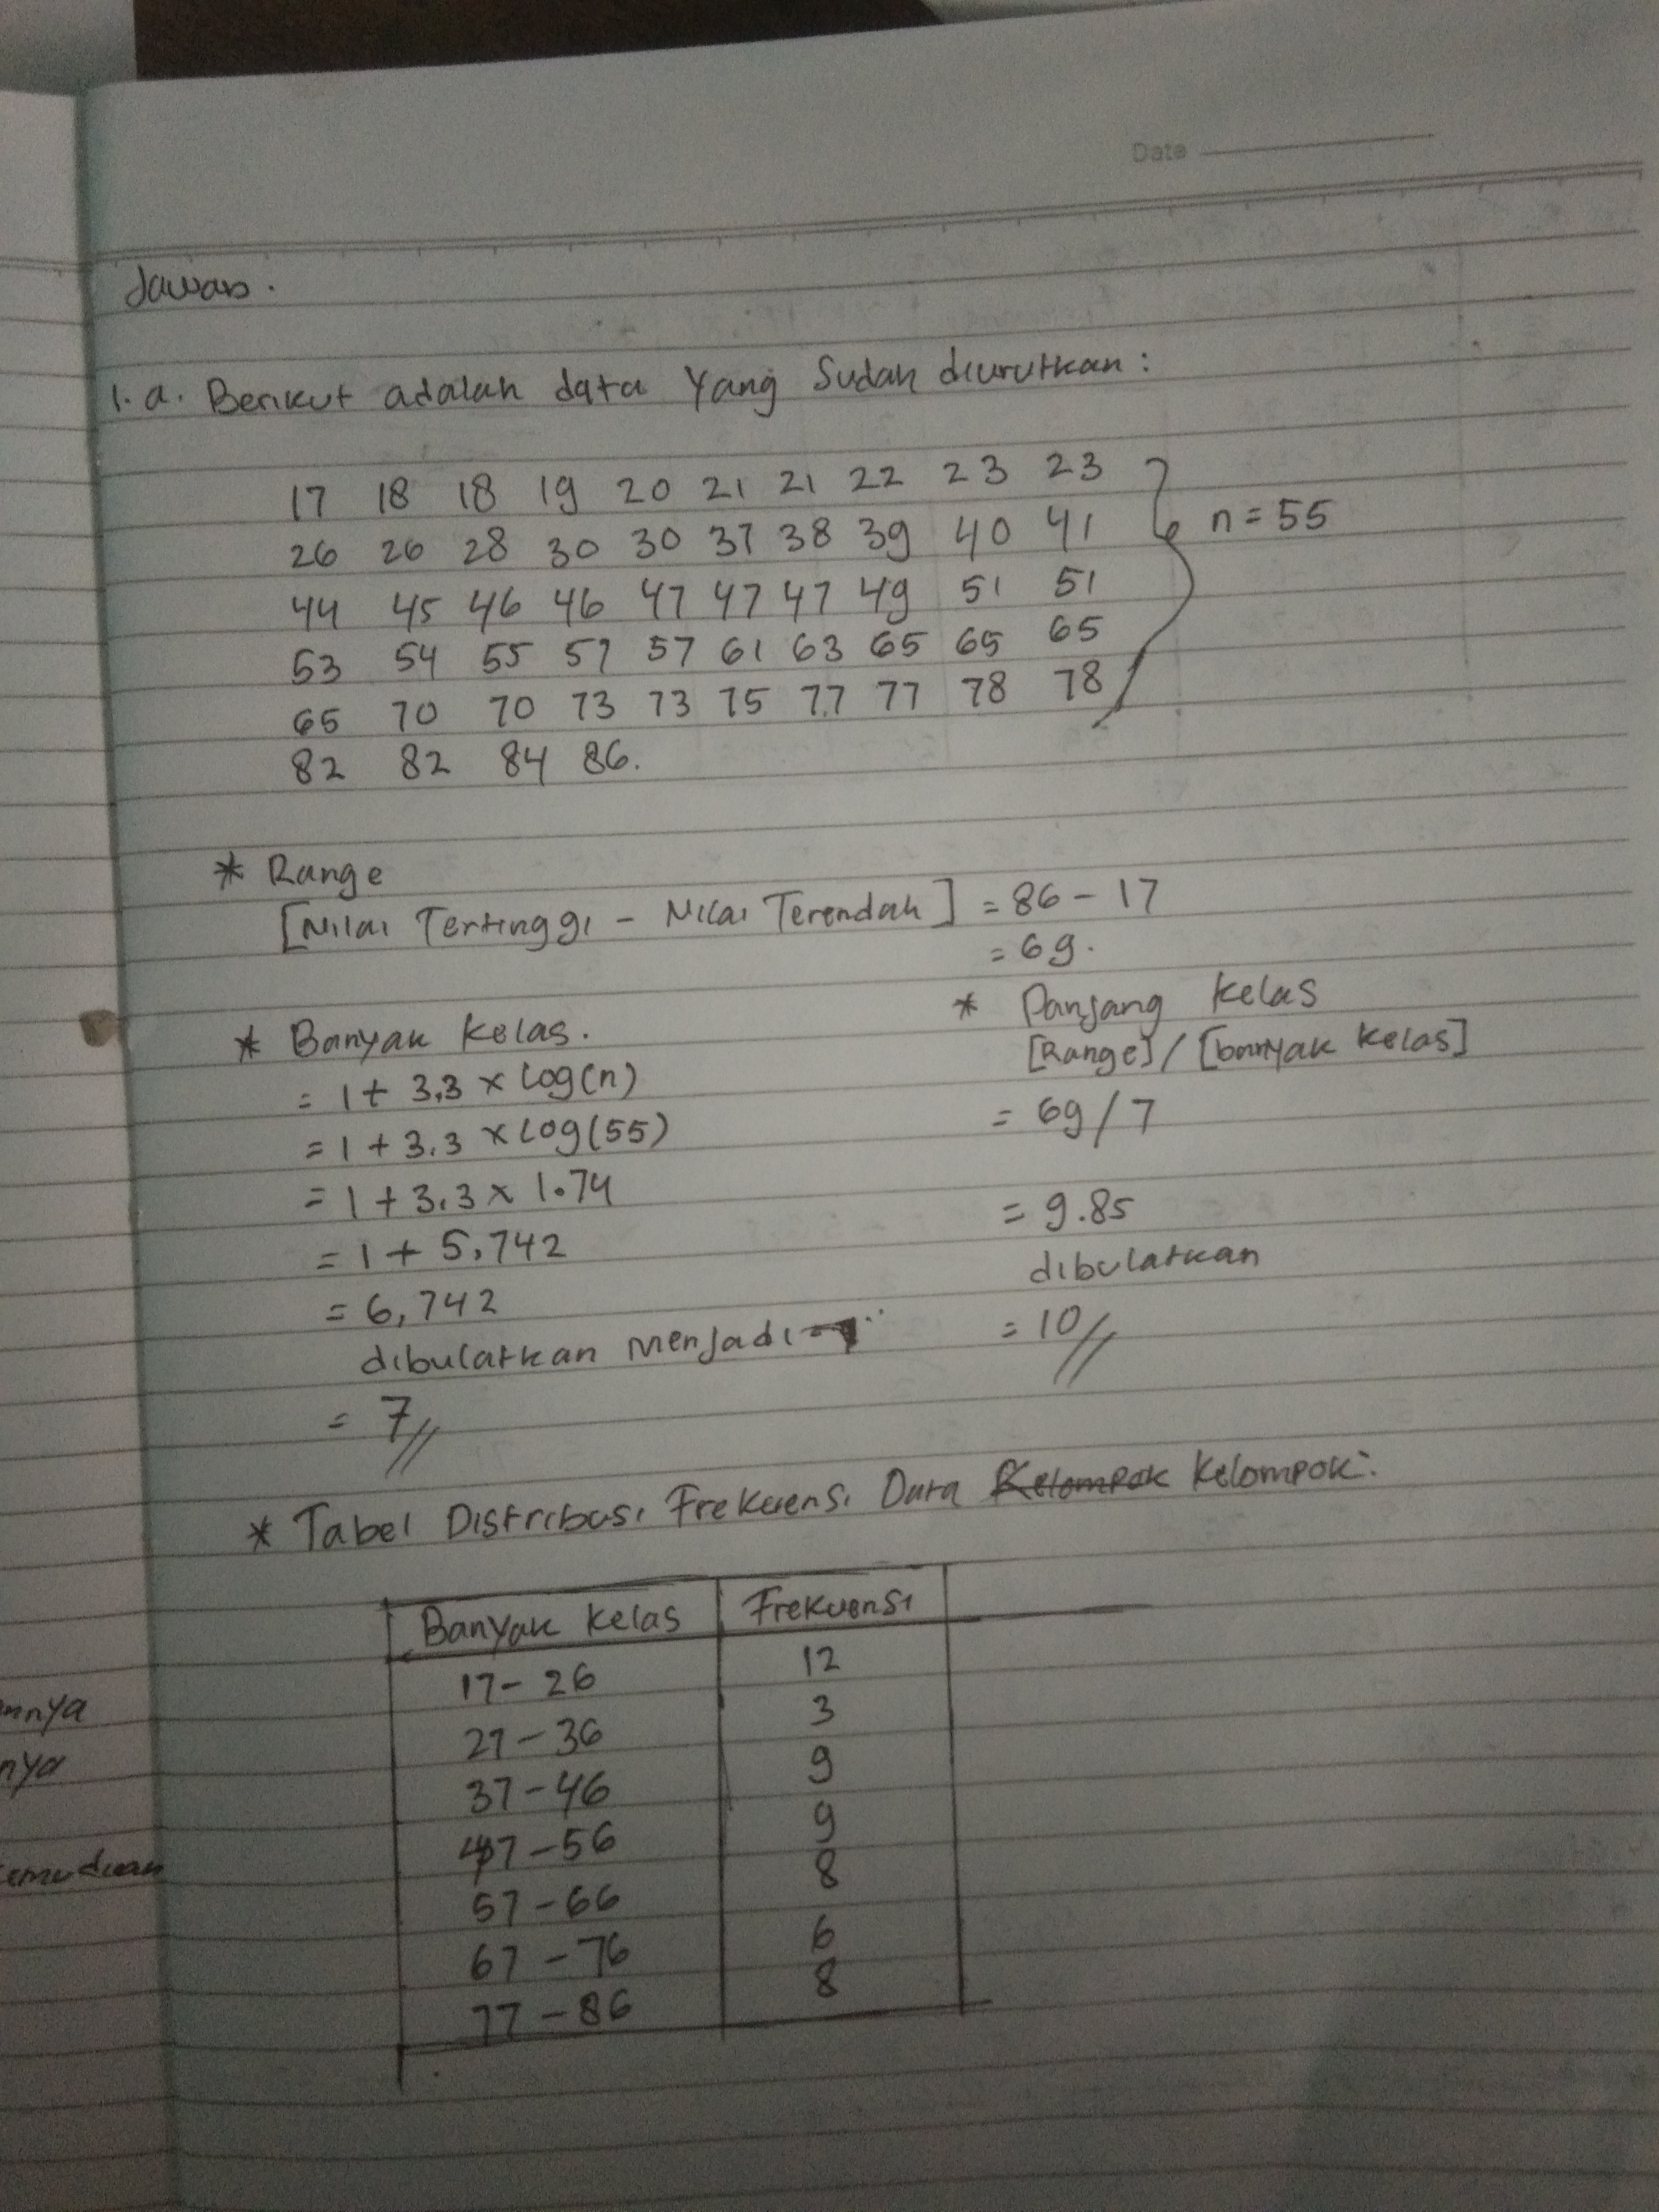 Date
Jawab.
1. a. Berikut adalah data Yang Sudah diurutkan :
17 18 18 19 20 21 21 22 23 23
26 26 28 30 30 37 38 39 40 41
n = 55
44 45 46 46 47 47 47 49 51 51
53 54 55 57 57 61 63 65 65 65
65 70 70 73 73 75 77 77 78 78
82 82 84 86.
* Range
[Nilai Tertinggi - Nilai Terendah] = 86 - 17
= 69.
* Banyak Kelas.
= 1 + 3,3 x Log(n)
= 1 + 3.3 x Log(55)
= 1 + 3,3 x 1.74
= 1 + 5,742
= 6,742
dibulatkan menjadi
= 7//
* Panjang Kelas
[Range] / [banyak kelas]
= 69 / 7
= 9.85
dibulatkan
= 10//
* Tabel Distribusi Frekuensi Data Kelompok Kelompok:
Banyak Kelas Frekuensi
17 - 26 12
27 - 36 3
37 - 46 9
47 - 56 9
57 - 66 8
67 - 76 6
77 - 86 8
nya
emudian